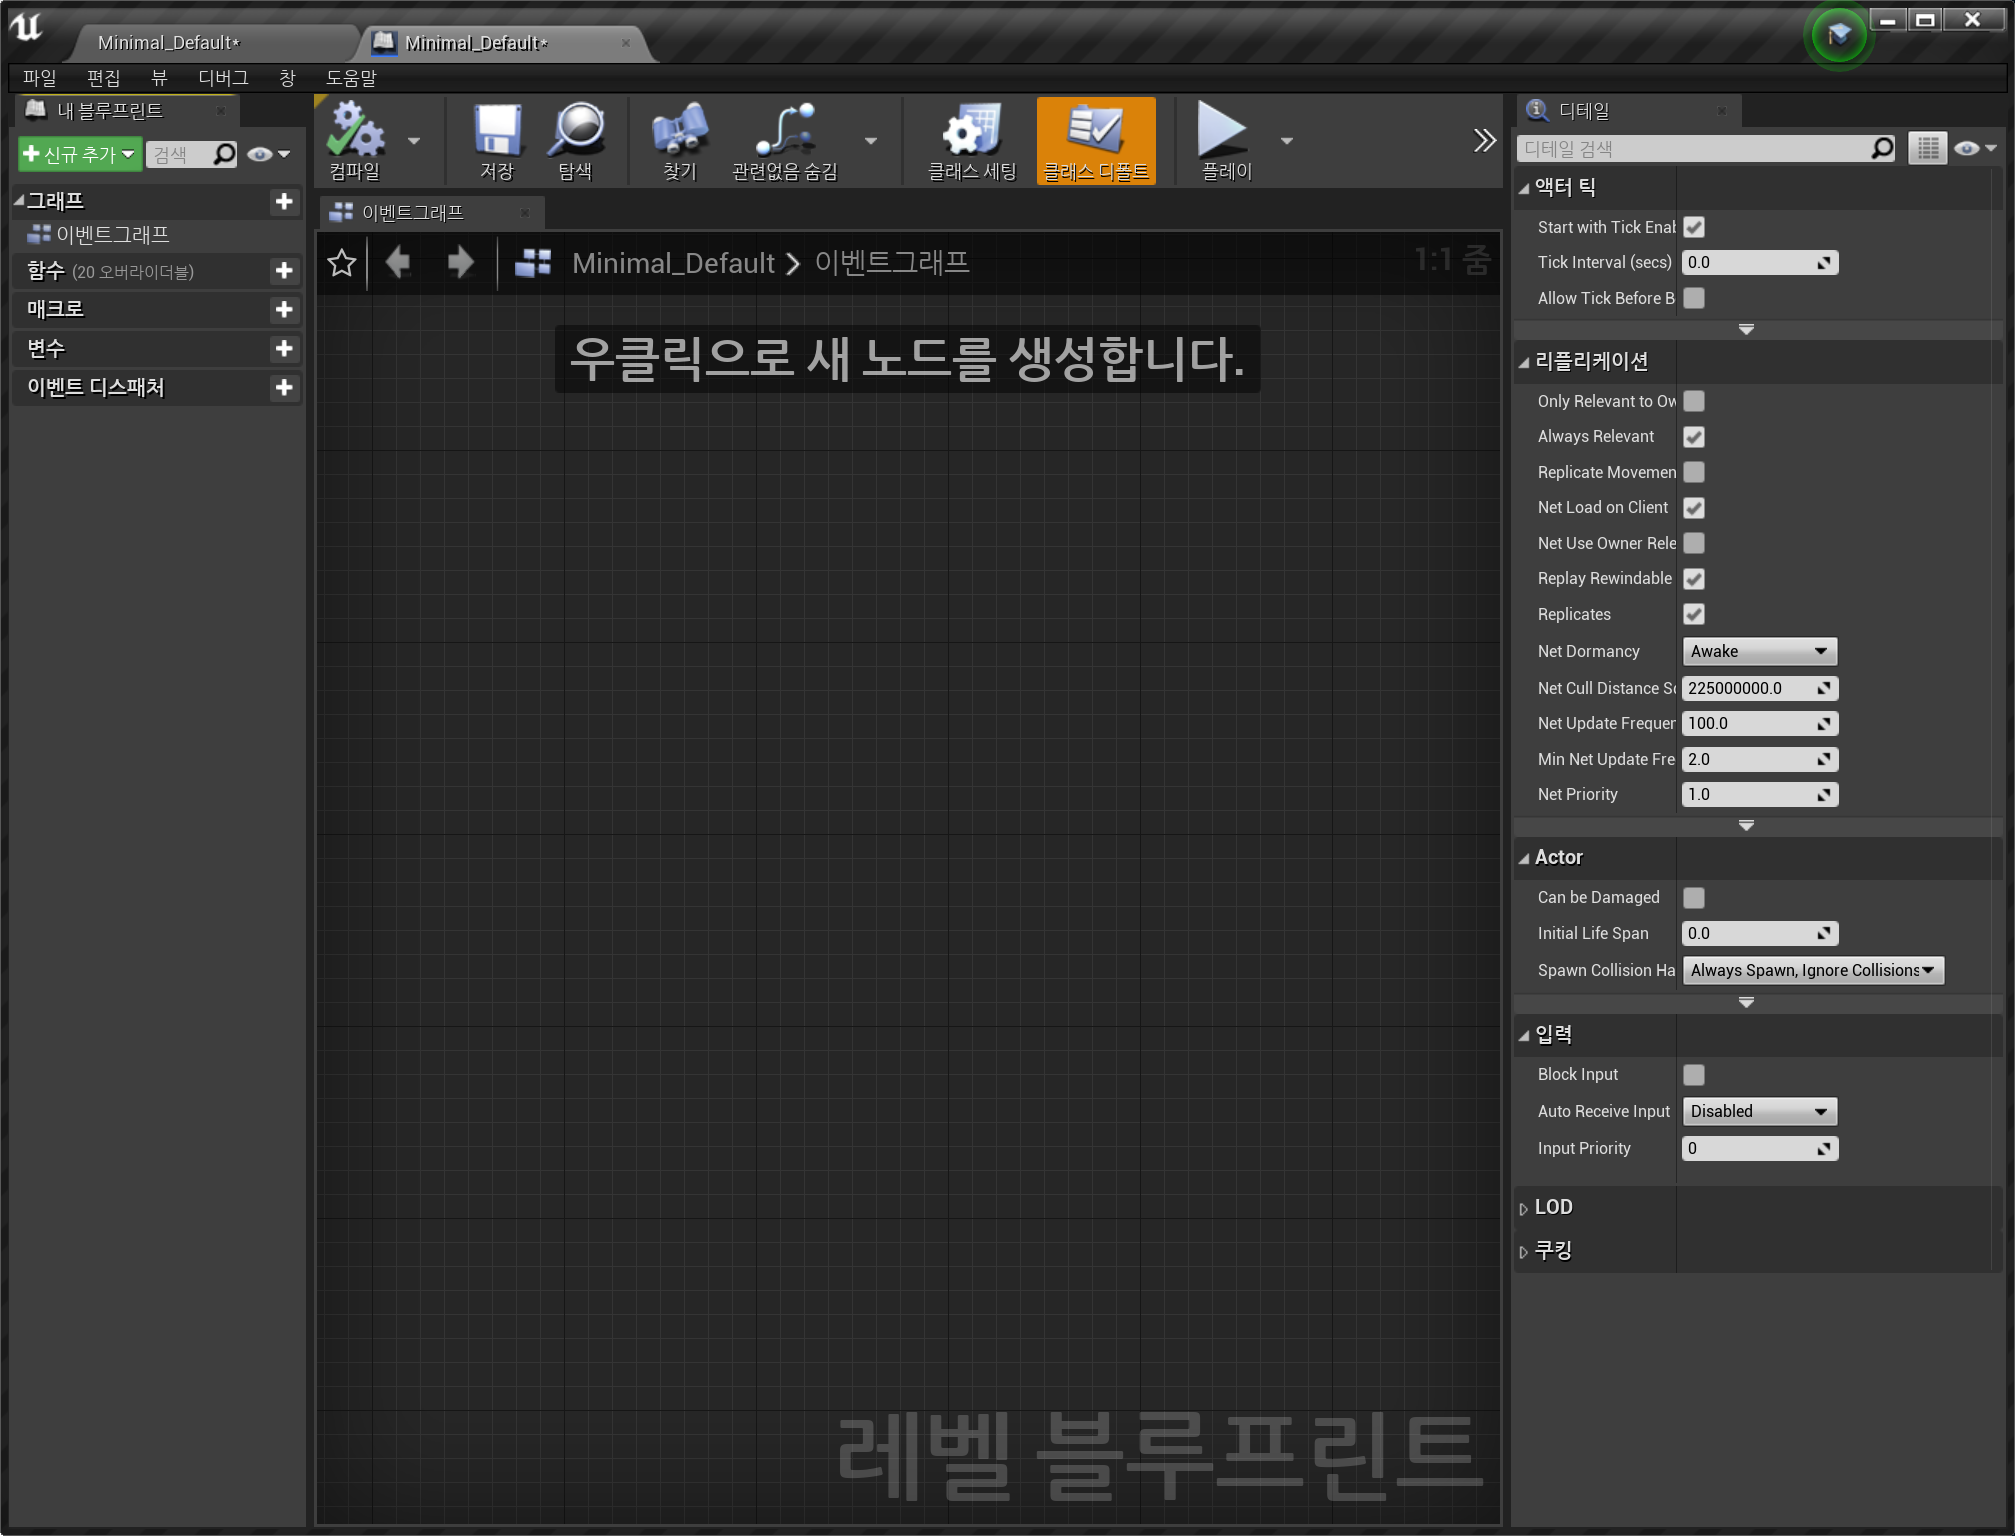 Minimal_Default*
Minimal_Default*
파일 편집 뷰 디버그 창 도움말
내 블루프린트
신규 추가
검색
그래프
이벤트그래프
함수 (20 오버라이더블)
매크로
변수
이벤트 디스패처
컴파일
저장
탐색
찾기
관련없음 숨김
클래스 세팅
클래스 디폴트
플레이
이벤트그래프
Minimal_Default > 이벤트그래프
1:1 줌
우클릭으로 새 노드를 생성합니다.
레벨 블루프린트
디테일
디테일 검색
액터 틱
Start with Tick Enab
Tick Interval (secs) 0.0
Allow Tick Before B
리플리케이션
Only Relevant to Ow
Always Relevant
Replicate Movemen
Net Load on Client
Net Use Owner Rele
Replay Rewindable
Replicates
Net Dormancy Awake
Net Cull Distance Sq 225000000.0
Net Update Frequen 100.0
Min Net Update Fre 2.0
Net Priority 1.0
Actor
Can be Damaged
Initial Life Span 0.0
Spawn Collision Ha Always Spawn, Ignore Collisions
입력
Block Input
Auto Receive Input Disabled
Input Priority 0
LOD
쿠킹